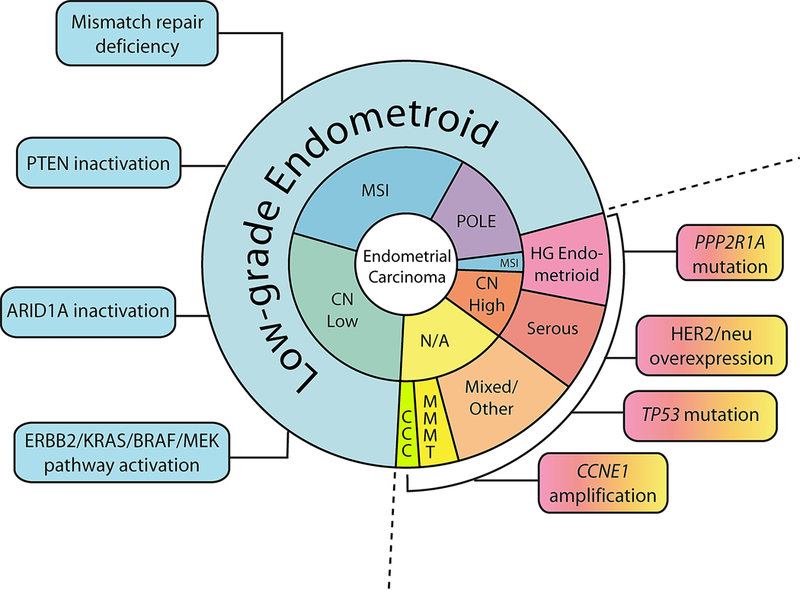 Mismatch repair
deficiency
PTEN inactivation
ARID1A inactivation
ERBB2/KRAS/BRAF/MEK
pathway activation
Low-grade Endometroid
MSI
POLE
MSI
CN
High
N/A
CN
Low
Endometrial
Carcinoma
HG Endo-
metrioid
Serous
Mixed/
Other
MMMT
CCC
PPP2R1A
mutation
HER2/neu
overexpression
TP53 mutation
CCNE1
amplification